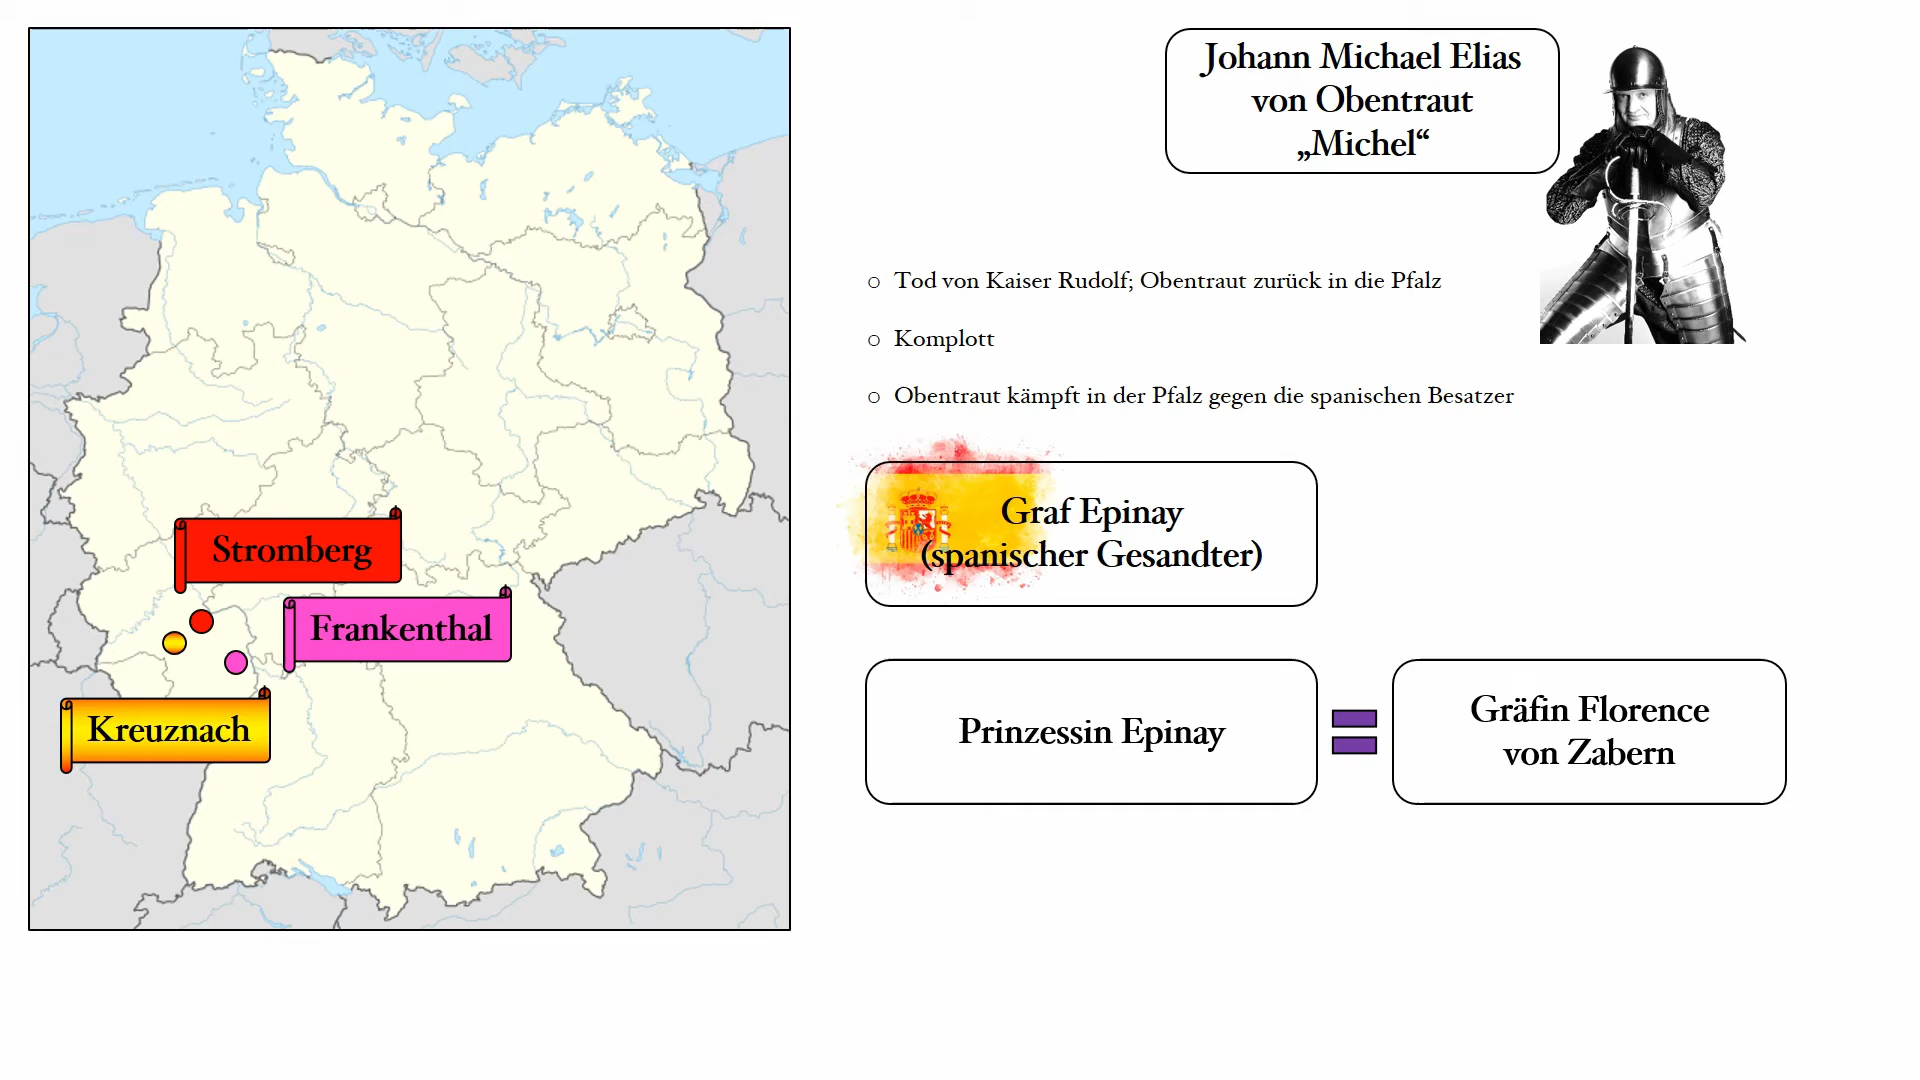 Johann Michael Elias
von Obentraut
„Michel“
Tod von Kaiser Rudolf; Obentraut zurück in die Pfalz
Komplott
Obentraut kämpft in der Pfalz gegen die spanischen Besatzer
Graf Epinay
(spanischer Gesandter)
Prinzessin Epinay
Gräfin Florence
von Zabern
Stromberg
Frankenthal
Kreuznach